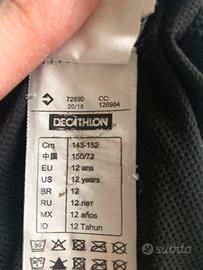 72890 CC:
20/18 126984
DECATHLON
Cm 143-152
中国 150/72
EU 12 ans
US 12 years
BR 12
RU 12 лет
MX 12 años
ID 12 Tahun
subito